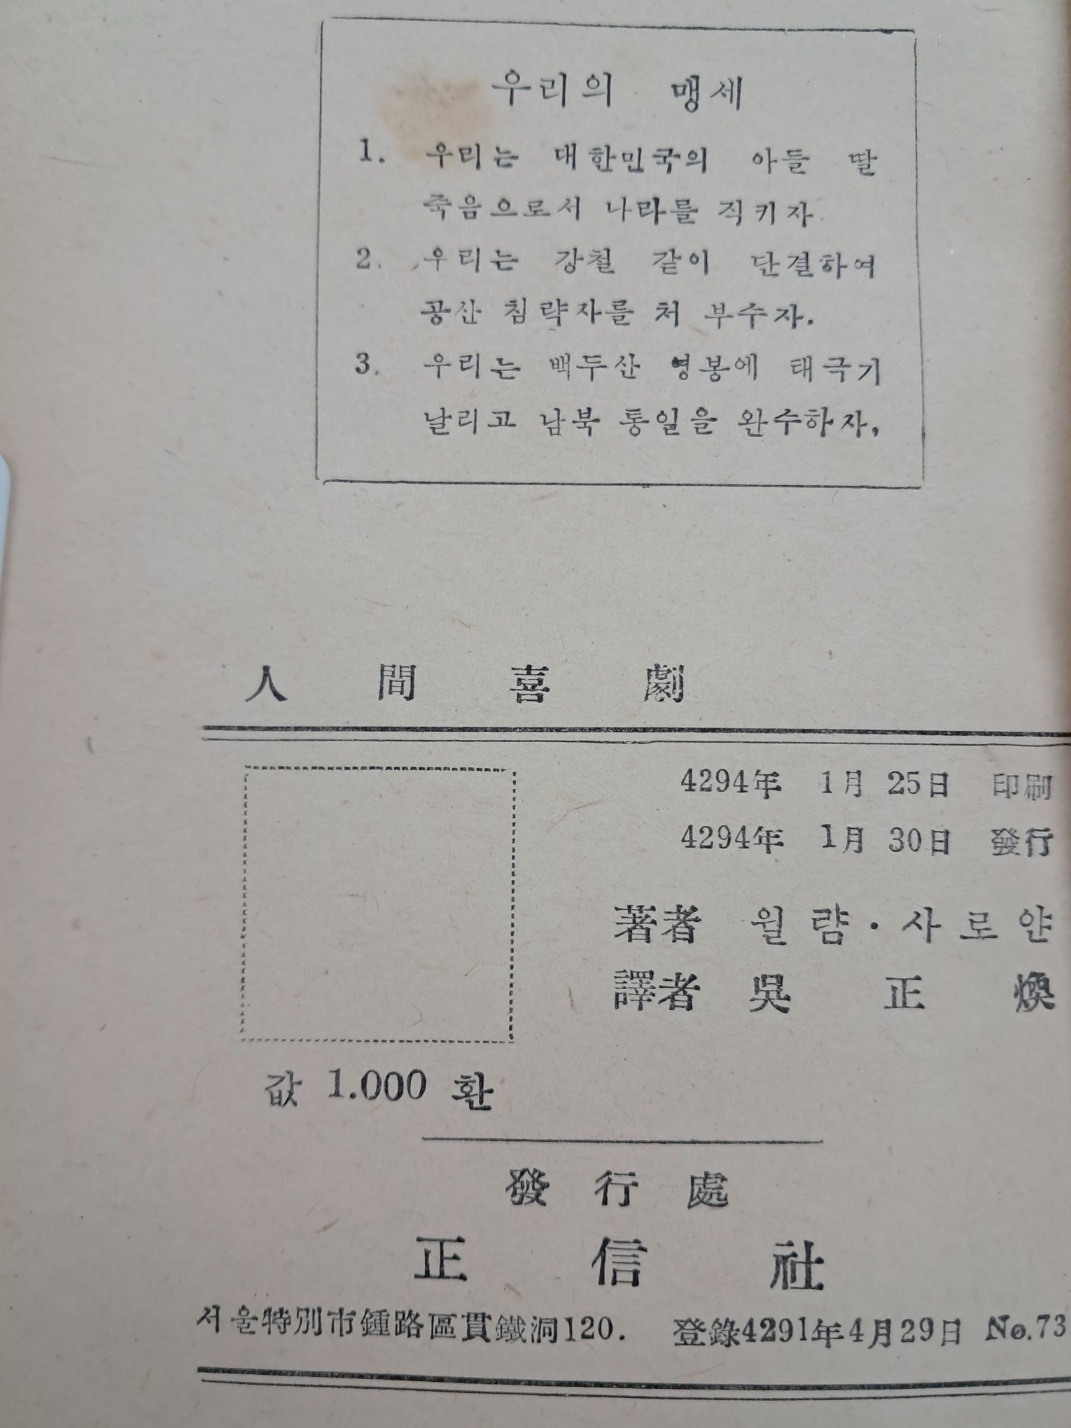 우리의 맹세
1. 우리는 대한민국의 아들 딸
죽음으로서 나라를 직키자
2. 우리는 강철 같이 단결하여
공산 침략자를 처 부수자.
3. 우리는 백두산 영봉에 태극기
날리고 남북 통일을 완수하자,
人間喜劇
4294年 1月 25日 印刷
4294年 1月 30日 發行
著者 윌럄·사로얀
譯者 吳正煥
값 1.000 환
發行處
正信社
서울特別市鍾路區貫鐵洞120. 登錄4291年4月29日 No.73